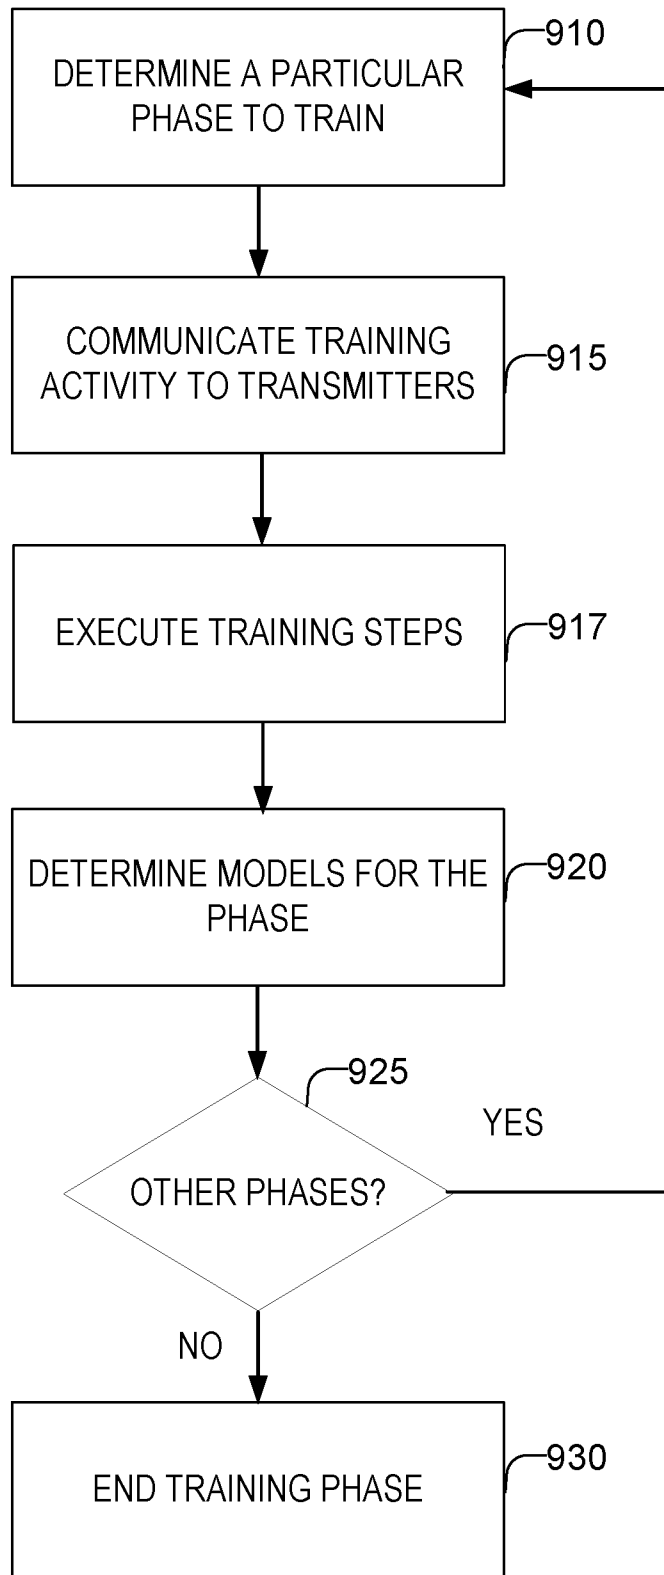 910
DETERMINE A PARTICULAR
PHASE TO TRAIN
COMMUNICATE TRAINING
ACTIVITY TO TRANSMITTERS
915
EXECUTE TRAINING STEPS
917
DETERMINE MODELS FOR THE
PHASE
920
925
YES
OTHER PHASES?
NO
END TRAINING PHASE
930